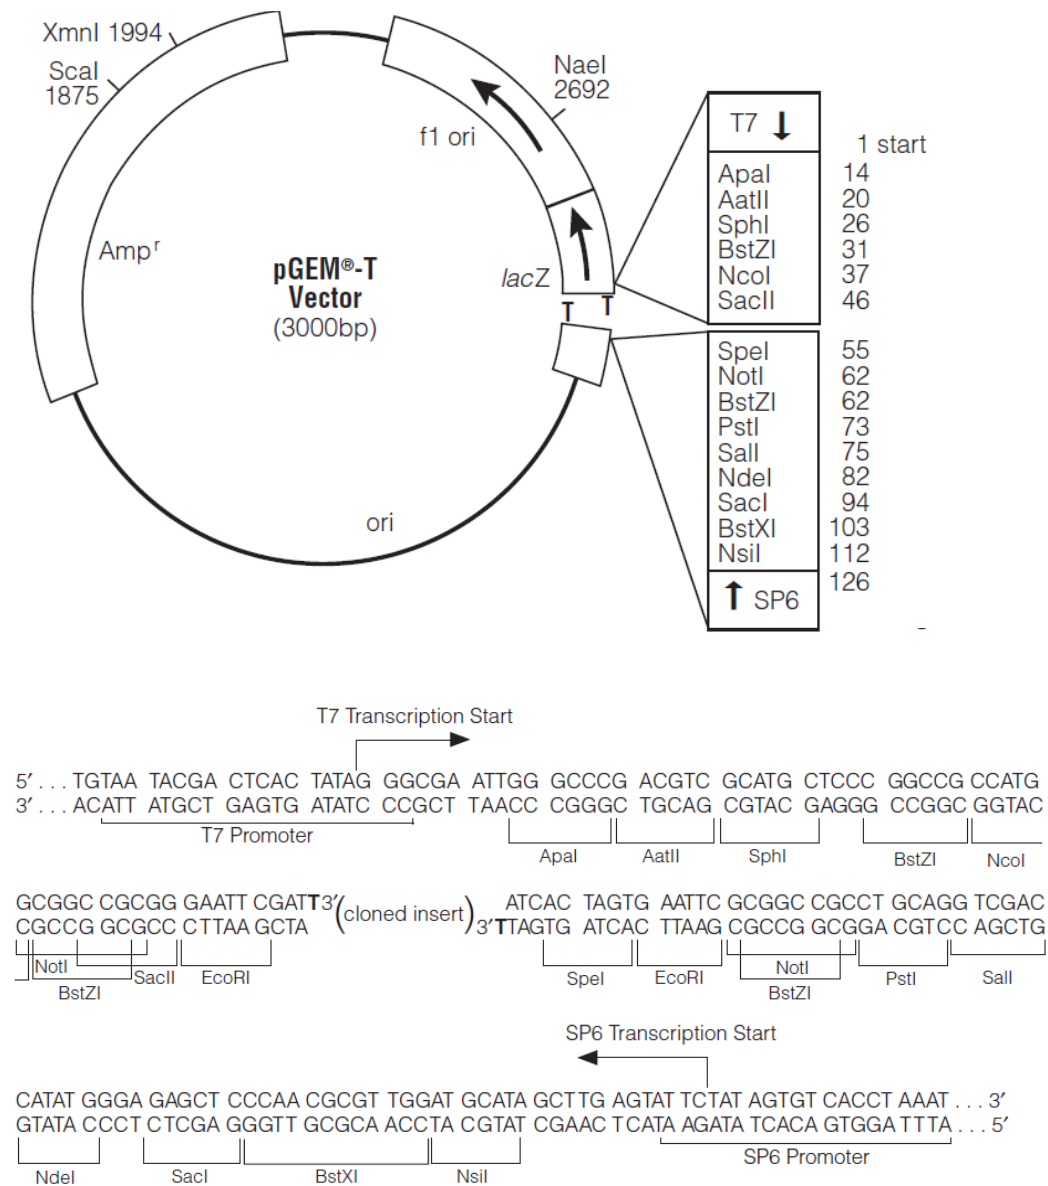 XmnI 1994
ScaI
1875
NaeI
2692
f1 ori
Ampʳ
pGEM®-T
Vector
(3000bp)
lacZ
T T
ori
T7 ↓
1 start
ApaI 14
AatII 20
SphI 26
BstZI 31
NcoI 37
SacII 46
SpeI 55
NotI 62
BstZI 62
PstI 73
SalI 75
NdeI 82
SacI 94
BstXI 103
NsiI 112
↑ SP6 126
T7 Transcription Start
5′ . . . TGTAA TACGA CTCAC TATAG GGCGA ATTGG GCCCG ACGTC GCATG CTCCC GGCCG CCATG
3′ . . . ACATT ATGCT GAGTG ATATC CCGCT TAACC CGGGC TGCAG CGTAC GAGGG CCGGC GGTAC
T7 Promoter
ApaI AatII SphI BstZI NcoI
GCGGC CGCGG GAATT CGATT3′(cloned insert) ATCAC TAGTG AATTC GCGGC CGCCT GCAGG TCGAC
CGCCG GCGCC CTTAA GCTA 3′TTAGTG ATCAC TTAAG CGCCG GCGGA CGTCC AGCTG
NotI SacII EcoRI SpeI EcoRI NotI PstI SalI
BstZI BstZI
SP6 Transcription Start
CATAT GGGA GAGCT CCCAA CGCGT TGGAT GCATA GCTTG AGTAT TCTAT AGTGT CACCT AAAT . . . 3′
GTATA CCCT CTCGAG GGTT GCGCA ACCTA CGTAT CGAAC TCATA AGATA TCACA GTGGA TTTA . . . 5′
SP6 Promoter
NdeI SacI BstXI NsiI